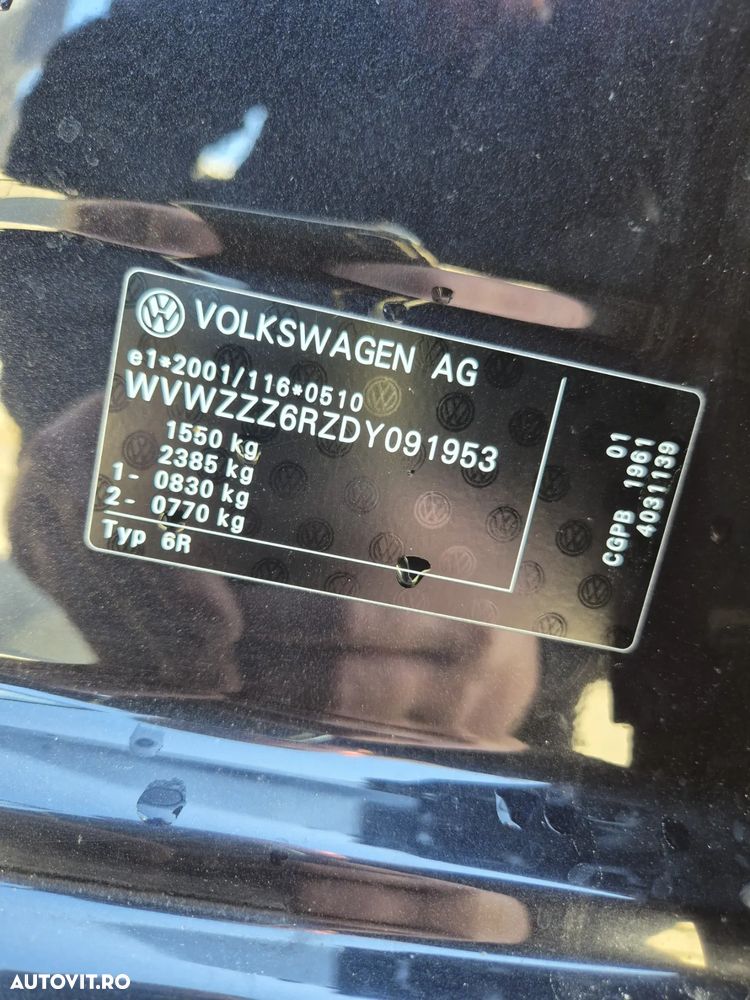 VOLKSWAGEN AG
e1*2001/116*0510
WVWZZZ6RZDY091953
1550 kg
2385 kg
1- 0830 kg
2- 0770 kg
Typ 6R
01
CGPB 1961
4031139
AUTOVIT.RO